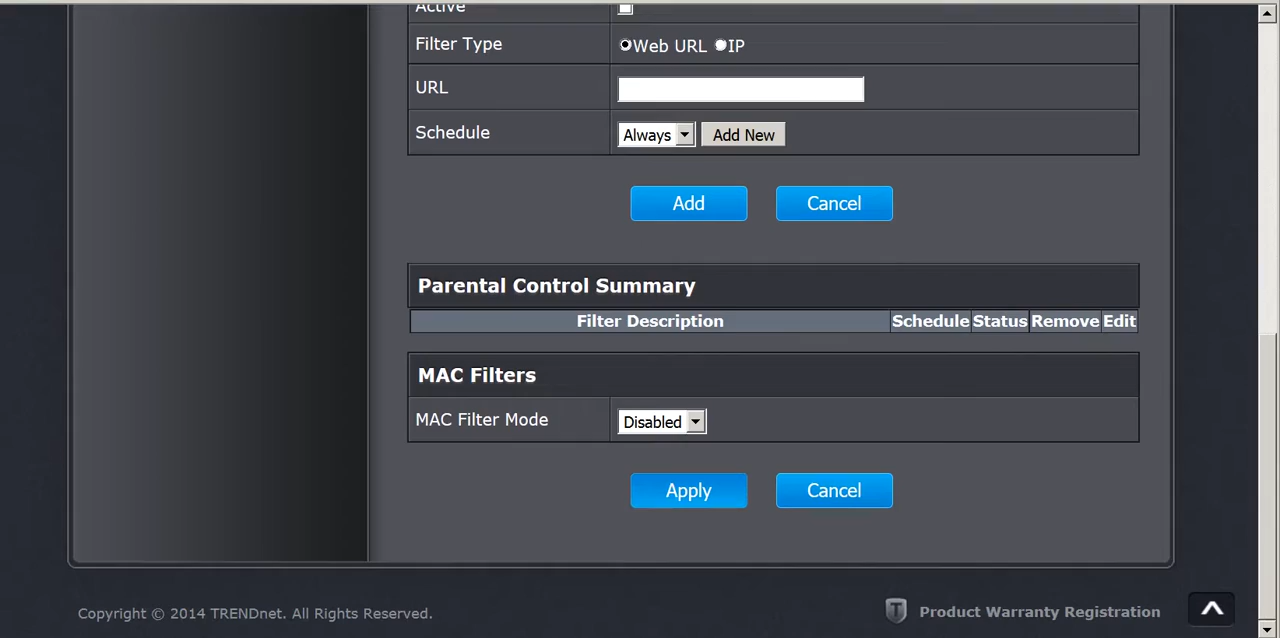 Active
Filter Type
Web URL IP
URL
Schedule
Always Add New
Add Cancel
Parental Control Summary
Filter Description Schedule Status Remove Edit
MAC Filters
MAC Filter Mode
Disabled
Apply Cancel
Copyright © 2014 TRENDnet. All Rights Reserved.
T Product Warranty Registration